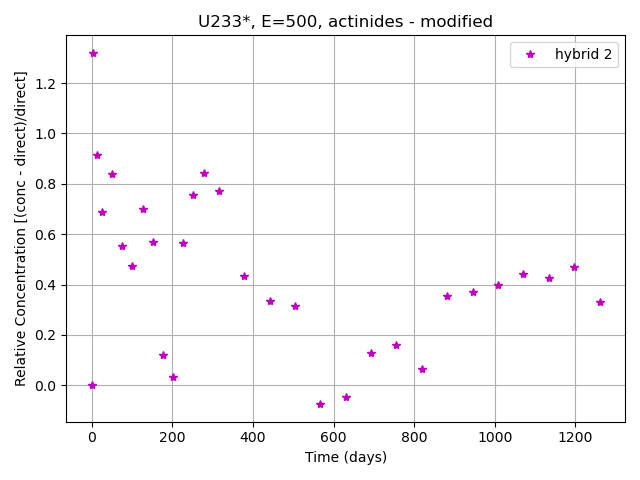 U233*, E=500, actinides - modified
hybrid 2
Relative Concentration [(conc - direct)/direct]
1.2
1.0
0.8
0.6
0.4
0.2
0.0
0 200 400 600 800 1000 1200
Time (days)